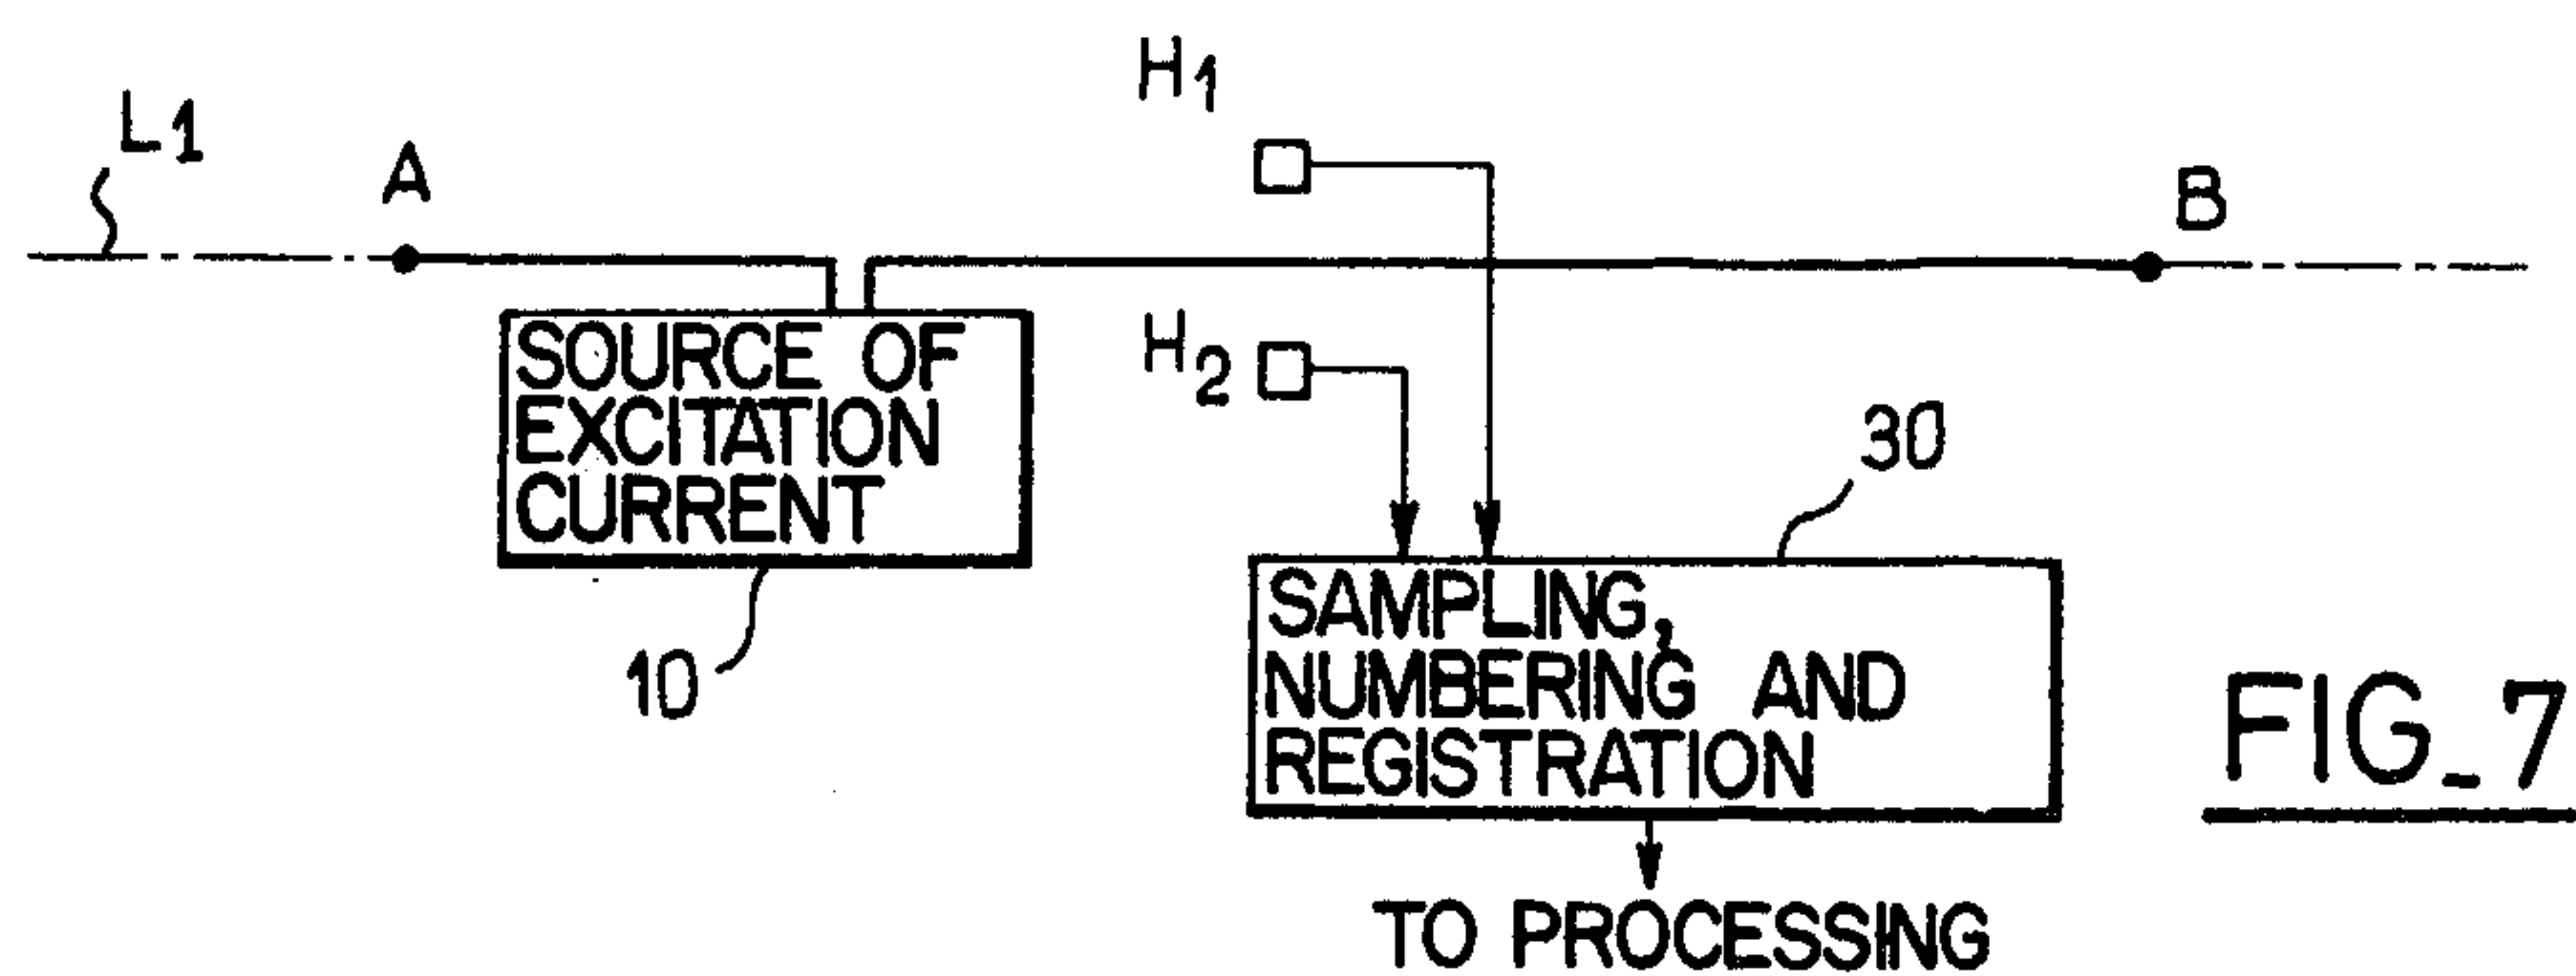 H1
L1
A
B
H2
SOURCE OF
EXCITATION
CURRENT
30
10
SAMPLING,
NUMBERING AND
REGISTRATION
FIG_7
TO PROCESSING